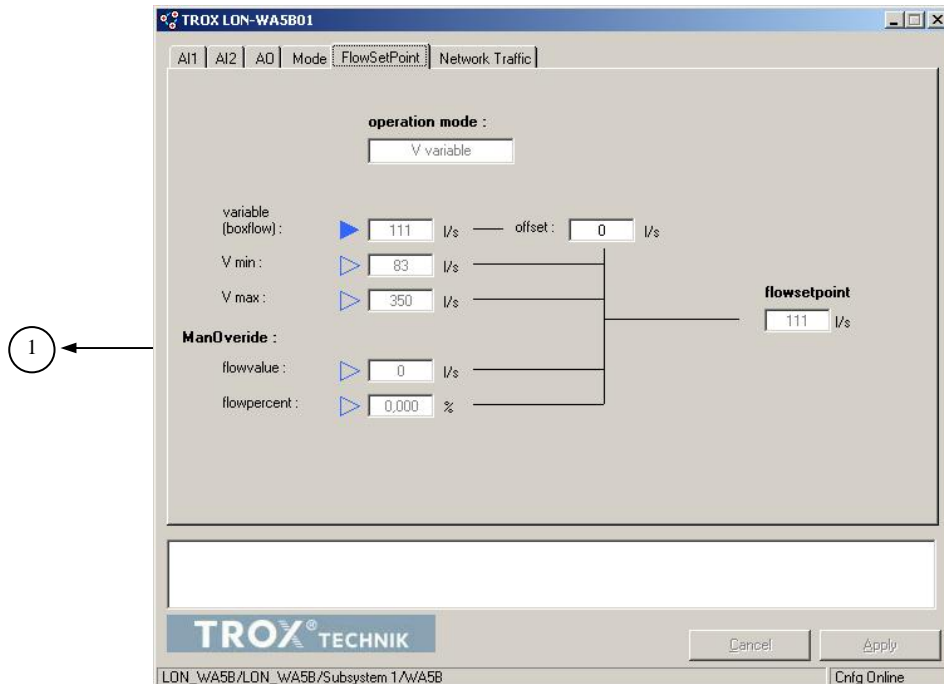 TROX LON-WA5B01
AI1 AI2 AO Mode FlowSetPoint Network Traffic
operation mode :
V variable
variable
(boxflow) : 111 l/s offset : 0 l/s
V min : 83 l/s
V max : 350 l/s
flowsetpoint
111 l/s
1
ManOveride :
flowvalue : 0 l/s
flowpercent : 0,000 %
TROX® TECHNIK
Cancel Apply
LON_WA5B/LON_WA5B/Subsystem 1/WA5B Cnfg Online